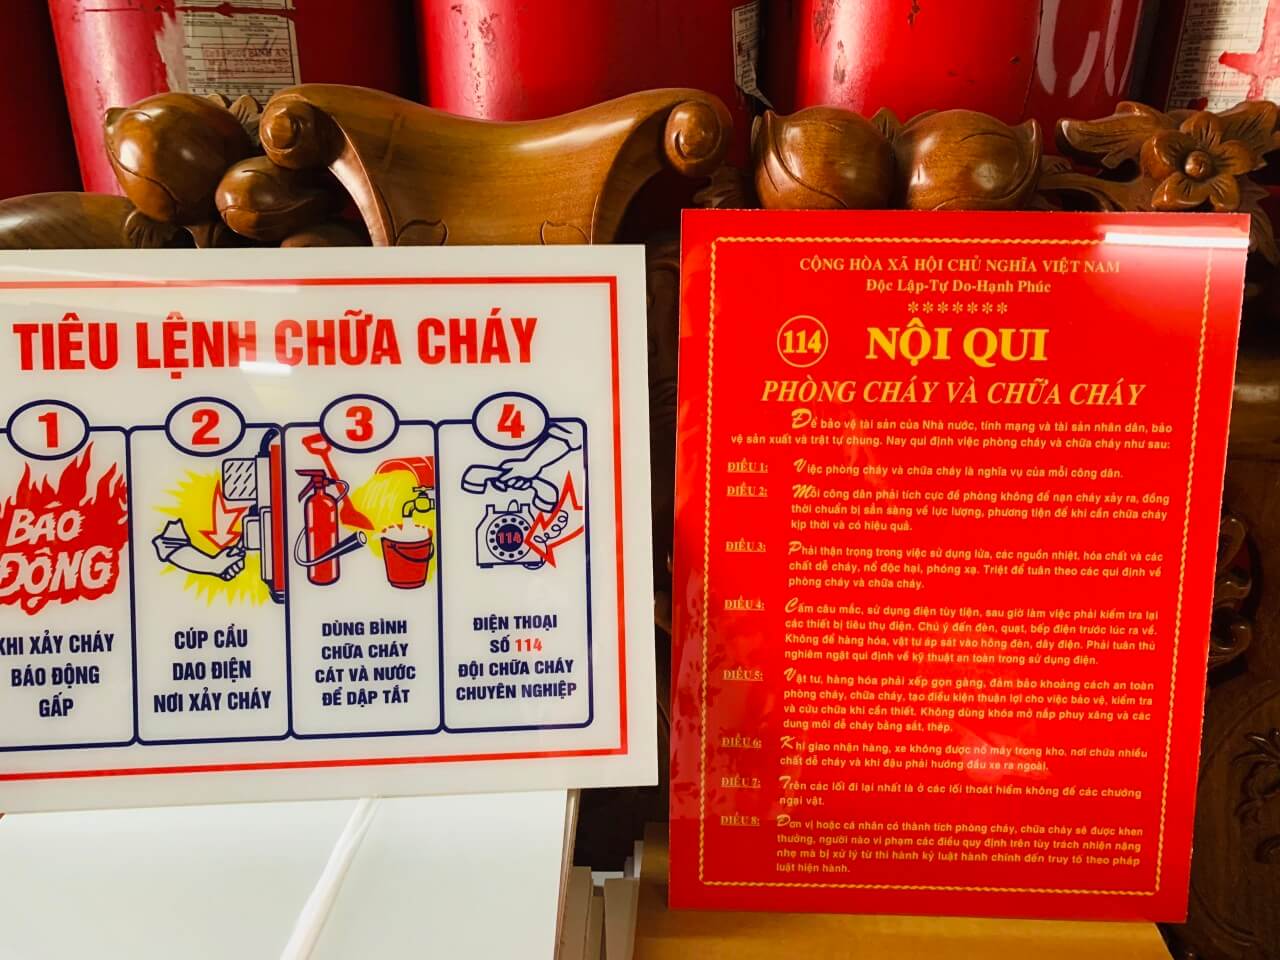 TIÊU LỆNH CHỮA CHÁY
1
BÁO
ĐỘNG
KHI XẢY CHÁY
BÁO ĐỘNG
GẤP
2
CÚP CẦU
DAO ĐIỆN
NƠI XẢY CHÁY
3
DÙNG BÌNH
CHỮA CHÁY
CÁT VÀ NƯỚC
ĐỂ DẬP TẮT
4
114
ĐIỆN THOẠI
SỐ 114
ĐỘI CHỮA CHÁY
CHUYÊN NGHIỆP
CỘNG HÒA XÃ HỘI CHỦ NGHĨA VIỆT NAM
Độc Lập-Tự Do-Hạnh Phúc
*******
114 NỘI QUI
PHÒNG CHÁY VÀ CHỮA CHÁY
Để bảo vệ tài sản của Nhà nước, tính mạng và tài sản nhân dân, bảo
vệ sản xuất và trật tự chung. Nay qui định việc phòng cháy và chữa cháy như sau:
ĐIỀU 1: Việc phòng cháy và chữa cháy là nghĩa vụ của mỗi công dân.
ĐIỀU 2: Mỗi công dân phải tích cực đề phòng không để nạn cháy xảy ra, đồng
thời chuẩn bị sẵn sàng về lực lượng, phương tiện để khi cần chữa cháy
kịp thời và có hiệu quả.
ĐIỀU 3: Phải thận trọng trong việc sử dụng lửa, các nguồn nhiệt, hóa chất và các
chất dễ cháy, nổ độc hại, phóng xạ. Triệt để tuân theo các qui định về
phòng cháy và chữa cháy.
ĐIỀU 4: Cấm câu mắc, sử dụng điện tùy tiện, sau giờ làm việc phải kiểm tra lại
các thiết bị tiêu thụ điện. Chú ý đến đèn, quạt, bếp điện trước lúc ra về.
Không để hàng hóa, vật tư áp sát vào hông đèn, dây điện. Phải tuân thủ
nghiêm ngặt qui định về kỹ thuật an toàn trong sử dụng điện.
ĐIỀU 5: Vật tư, hàng hóa phải xếp gọn gàng, đảm bảo khoảng cách an toàn
phòng cháy, chữa cháy, tạo điều kiện thuận lợi cho việc bảo vệ, kiểm tra
và cứu chữa khi cần thiết. Không dùng khóa mở nắp phuy xăng và các
dung môi dễ cháy bằng sắt, thép.
ĐIỀU 6: Khi giao nhận hàng, xe không được nổ máy trong kho, nơi chứa nhiều
chất dễ cháy và khi đậu phải hướng đầu xe ra ngoài.
ĐIỀU 7: Trên các lối đi lại nhất là ở các lối thoát hiểm không để các chướng
ngại vật.
ĐIỀU 8: Đơn vị hoặc cá nhân có thành tích phòng cháy, chữa cháy sẽ được khen
thưởng, người nào vi phạm các điều quy định trên tùy trách nhiện nặng
nhẹ mà bị xử lý từ thi hành kỷ luật hành chính đến truy tố theo pháp
luật hiện hành.